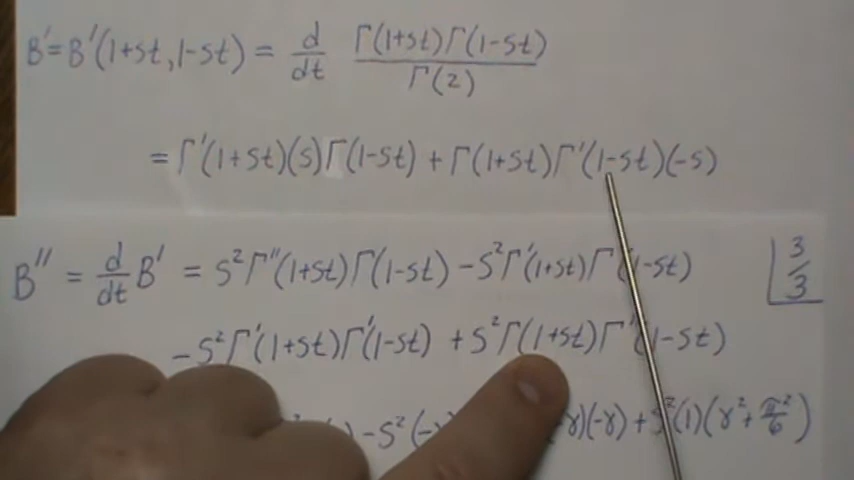 B' = B'(1+st, 1-st) = d/dt Γ(1+st)Γ(1-st)/Γ(2)
= Γ'(1+st)(s)Γ(1-st) + Γ(1+st)Γ'(1-st)(-s)
B'' = d/dt B' = s²Γ''(1+st)Γ(1-st) - s²Γ'(1+st)Γ'(1-st)
3/3
- s²Γ'(1+st)Γ'(1-st) + s²Γ(1+st)Γ''(1-st)
- s²(-γ)(-γ) + s²(1)(γ² + π²/6)